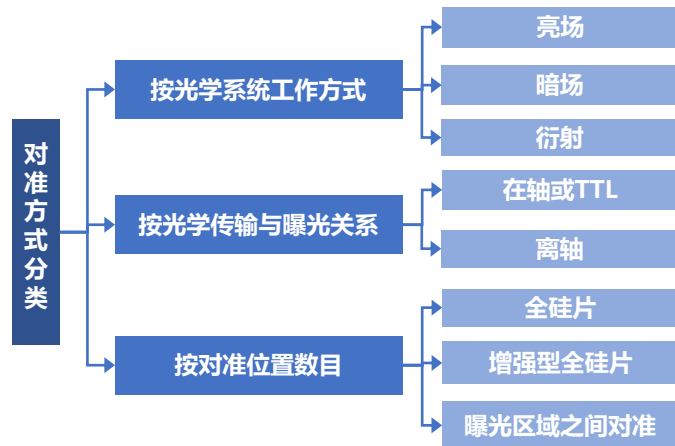 对准方式分类
按光学系统工作方式
亮场
暗场
衍射
按光学传输与曝光关系
在轴或TTL
离轴
按对准位置数目
全硅片
增强型全硅片
曝光区域之间对准